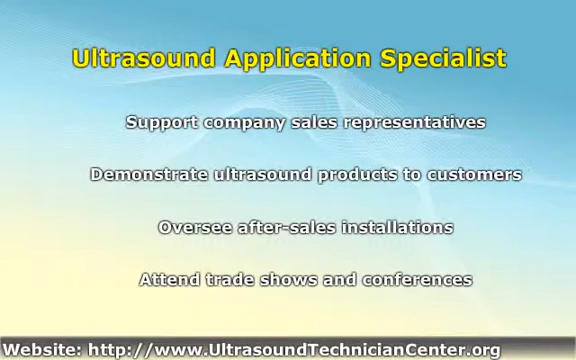 Ultrasound Application Specialist
Support company sales representatives
Demonstrate ultrasound products to customers
Oversee after-sales installations
Attend trade shows and conferences
Website: http://www.UltrasoundTechnicianCenter.org